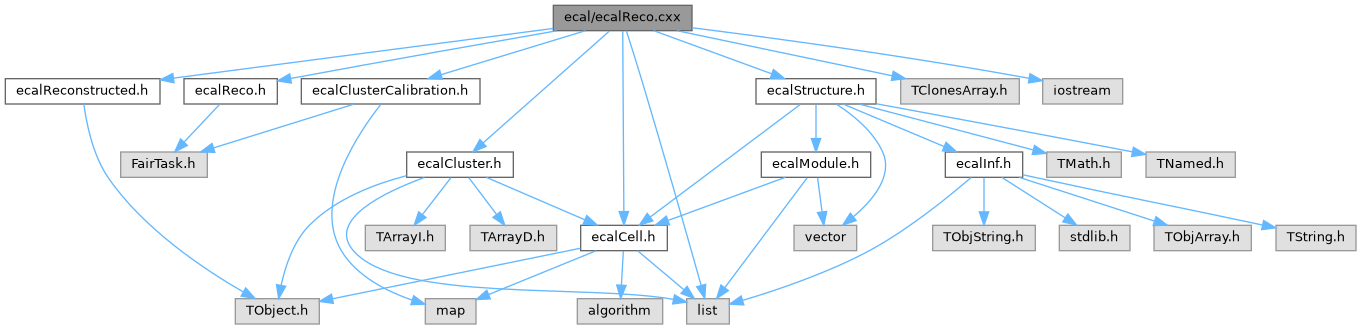 ecal/ecalReco.cxx
ecalReconstructed.h
ecalReco.h
ecalClusterCalibration.h
ecalStructure.h
TClonesArray.h
iostream
FairTask.h
ecalCluster.h
ecalModule.h
ecalInf.h
TMath.h
TNamed.h
TArrayI.h
TArrayD.h
ecalCell.h
vector
TObjString.h
stdlib.h
TObjArray.h
TString.h
TObject.h
map
algorithm
list